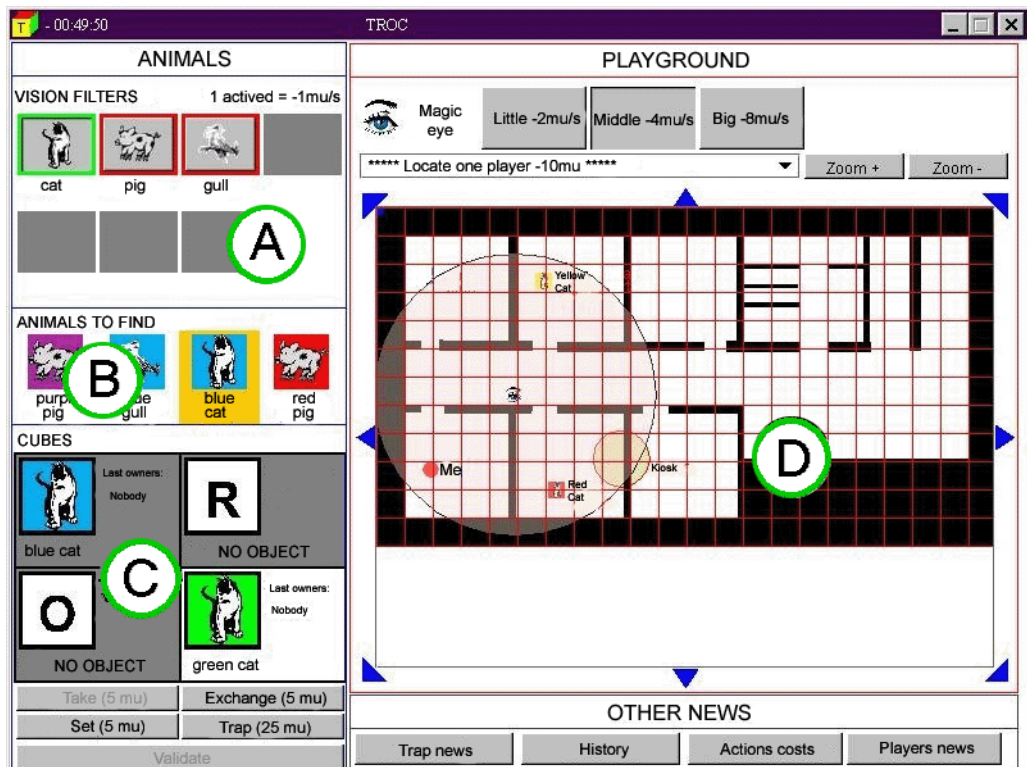 T - 00:49:50 TROC
ANIMALS
VISION FILTERS 1 actived = -1mu/s
cat pig gull
A
ANIMALS TO FIND
B
purp pig
ue gull
blue cat
red pig
CUBES
Last owners:
Nobody
blue cat
R
NO OBJECT
C
O
NO OBJECT
Last owners:
Nobody
green cat
Take (5 mu) Exchange (5 mu)
Set (5 mu) Trap (25 mu)
Validate
PLAYGROUND
Magic eye
Little -2mu/s Middle -4mu/s Big -8mu/s
***** Locate one player -10mu *****
Zoom + Zoom -
Yellow
Cat
Me
Kiosk
Red
Cat
D
OTHER NEWS
Trap news History Actions costs Players news